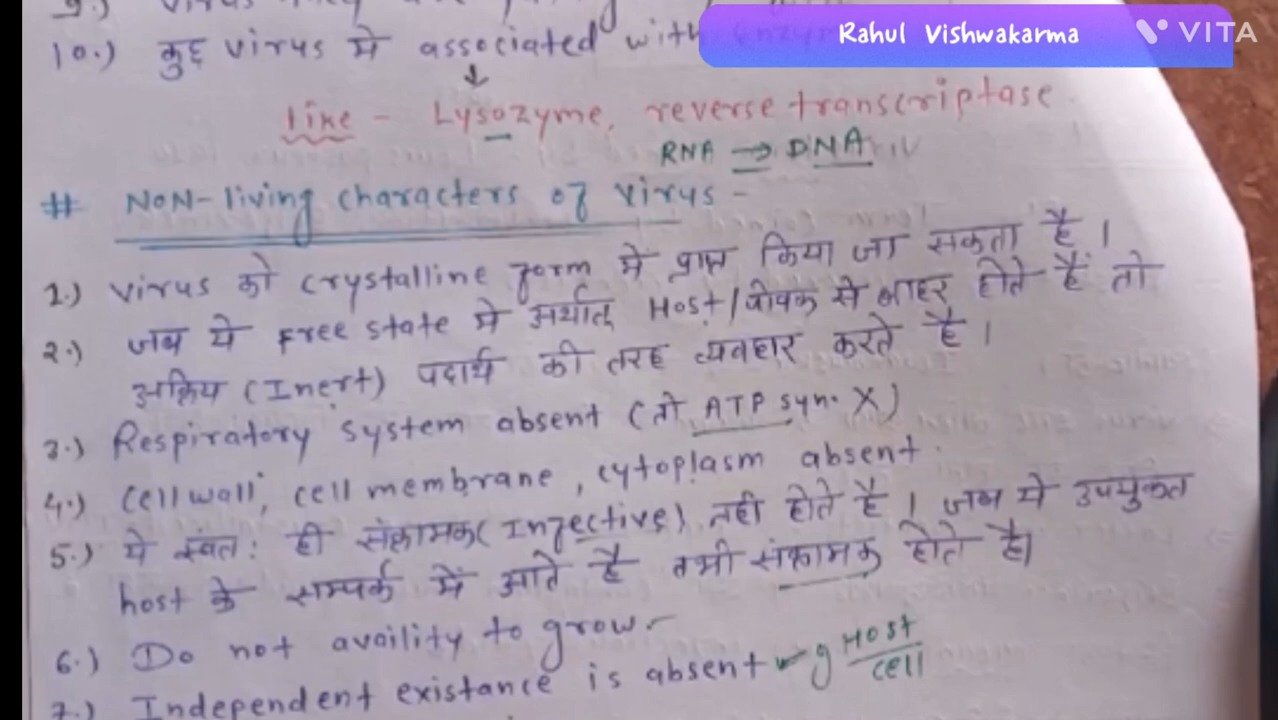 9.) virus
Rahul Vishwakarma
VITA
10.) कुछ virus मे associated with
line - Lysozyme, reverse transcriptase
RNA → DNA
# NON-living characters of virus -
1.) virus को crystalline form मे प्राप्त किया जा सकता है।
2.) जब ये Free state मे अर्थात् Host/पोषक से बाहर होते हैं तो
अक्रिय (Inert) पदार्थ की तरह व्यवहार करते है।
3.) Respiratory system absent (तो ATP syn. X)
4.) cell wall, cell membrane, cytoplasm absent.
5.) ये स्वत: ही संक्रामक (Infective) नही होते है। जब ये उपयुक्त
host के सम्पर्क में आते है तभी संक्रामक होते है।
6.) Do not availity to grow
7.) Independent existance is absent Host
cell